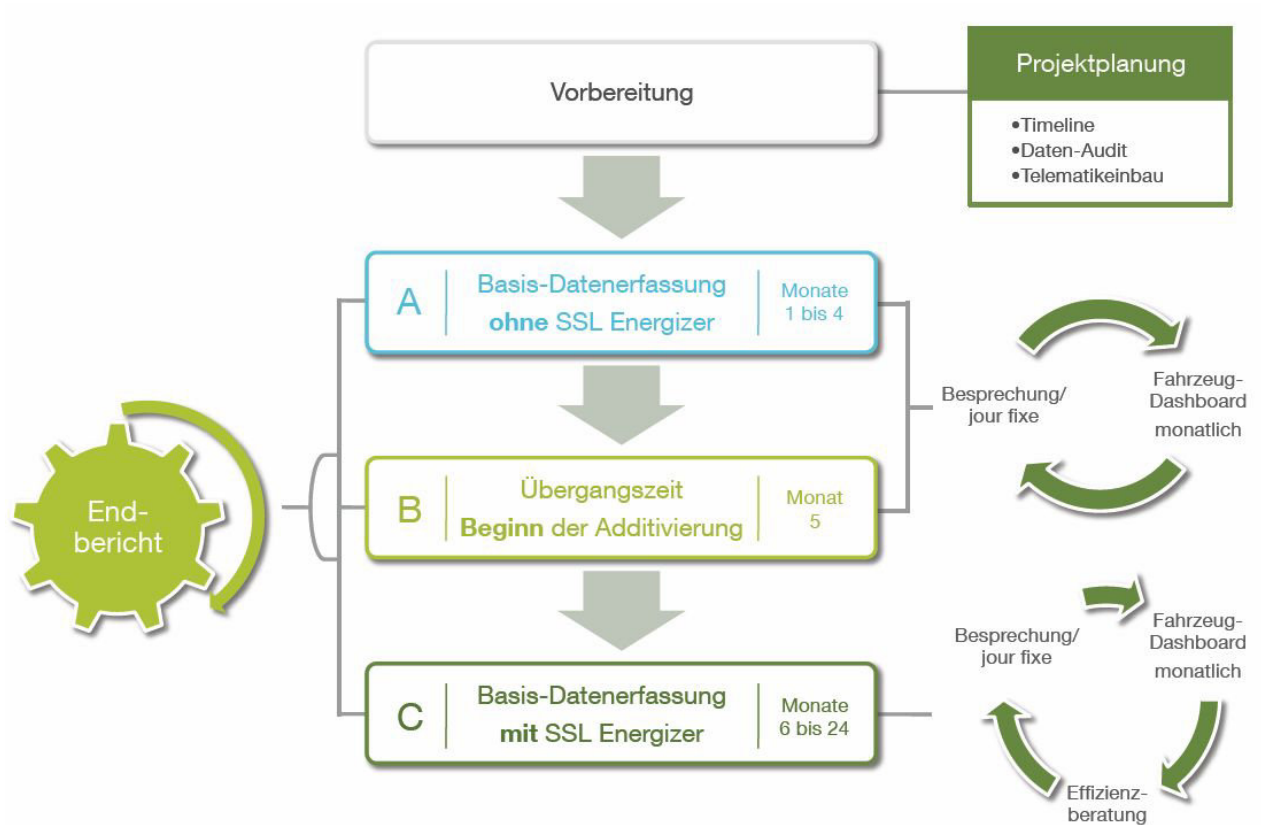 Vorbereitung
Projektplanung
•Timeline
•Daten-Audit
•Telematikeinbau
A
Basis-Datenerfassung
ohne SSL Energizer
Monate
1 bis 4
Besprechung/
jour fixe
Fahrzeug-
Dashboard
monatlich
End-
bericht
B
Übergangszeit
Beginn der Additivierung
Monat
5
C
Basis-Datenerfassung
mit SSL Energizer
Monate
6 bis 24
Besprechung/
jour fixe
Fahrzeug-
Dashboard
monatlich
Effizienz-
beratung